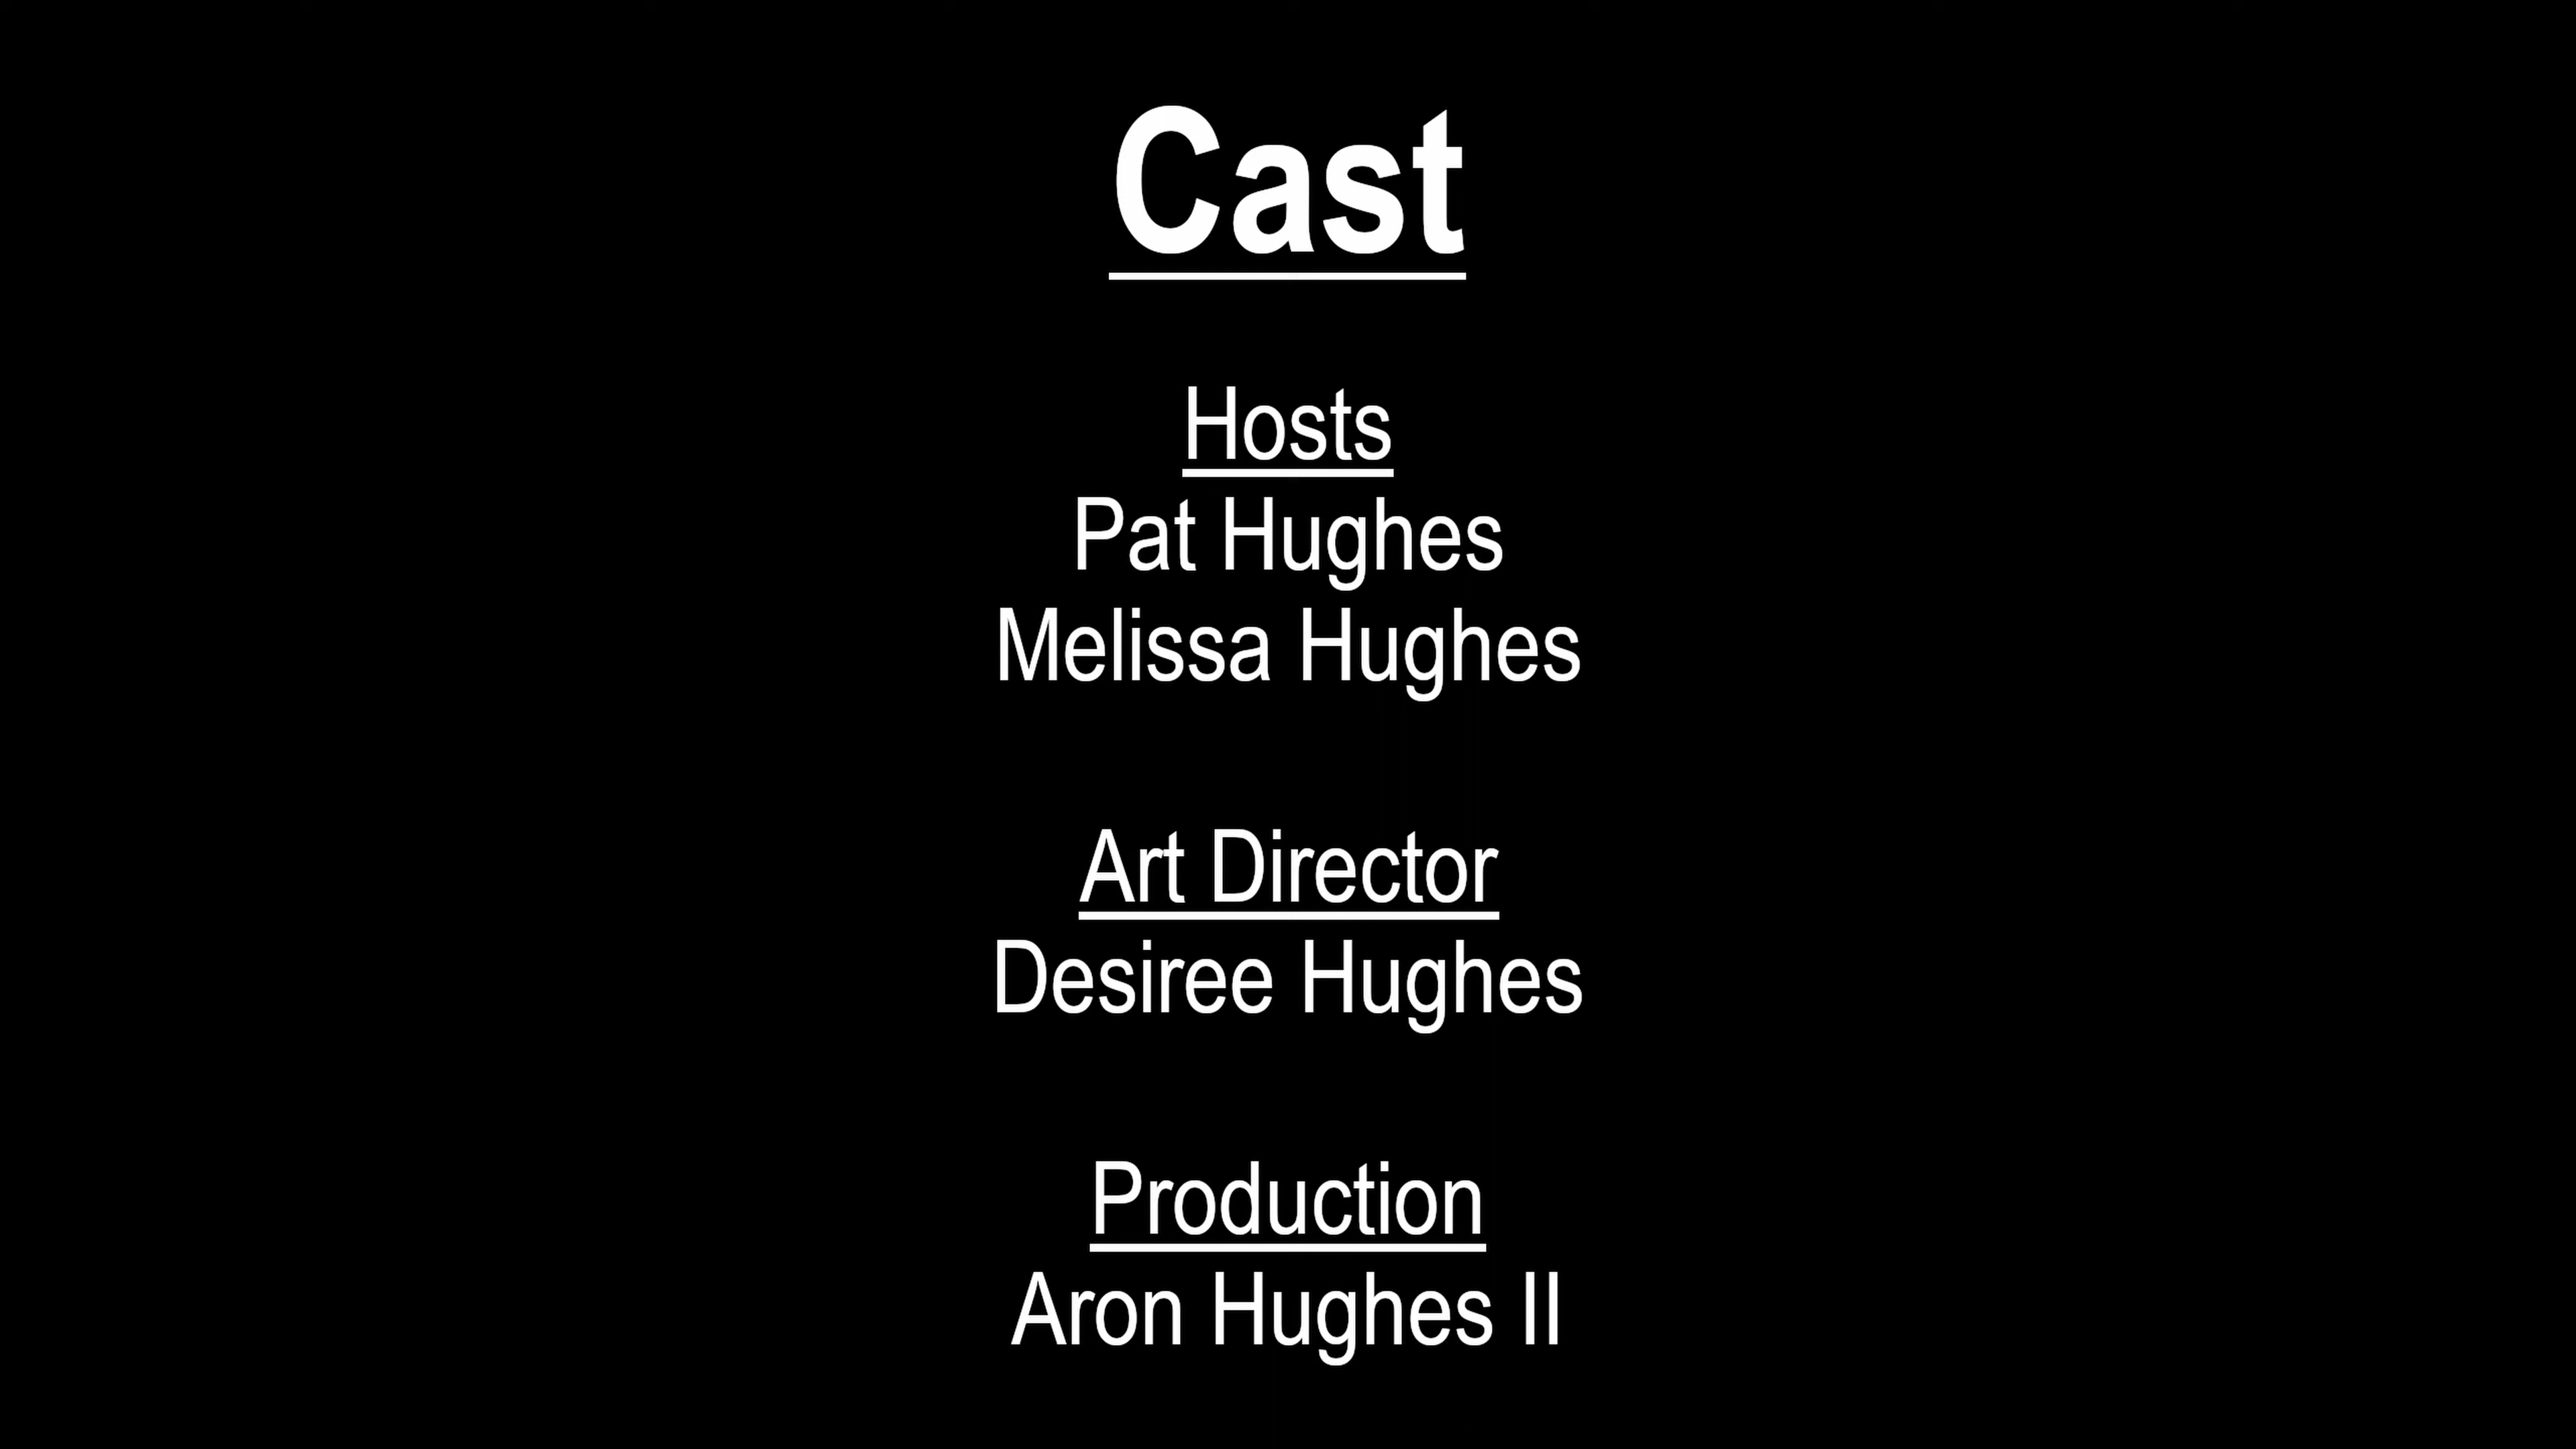 Cast
Hosts
Pat Hughes
Melissa Hughes
Art Director
Desiree Hughes
Production
Aron Hughes II